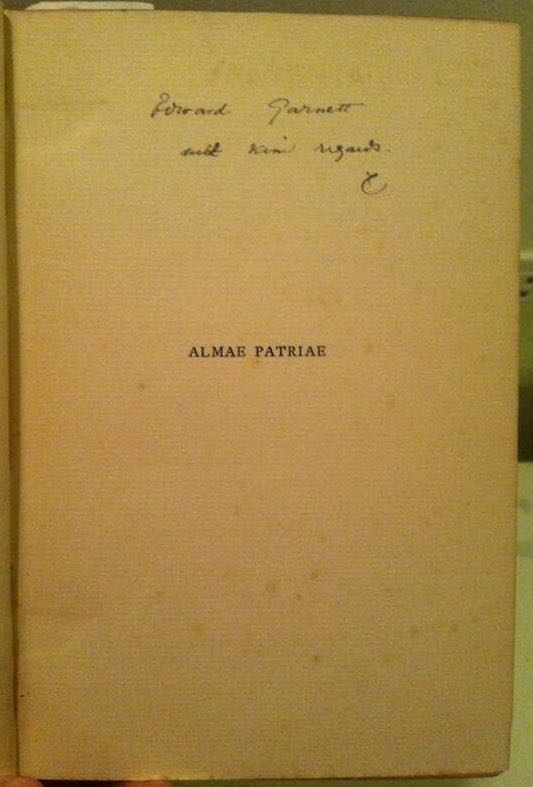 Edward Garnett
with kind regards.
ALMAE PATRIAE